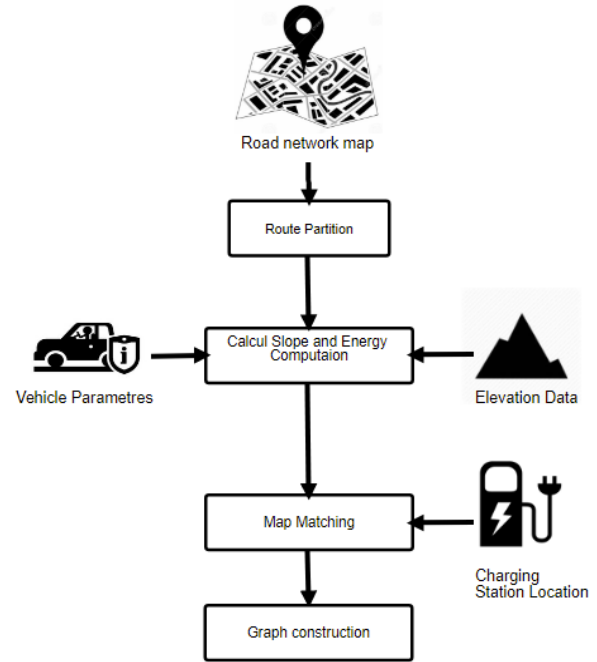 Road network map
Route Partition
Calcul Slope and Energy
Computaion
Vehicle Parametres
Elevation Data
Map Matching
Charging
Station Location
Graph construction